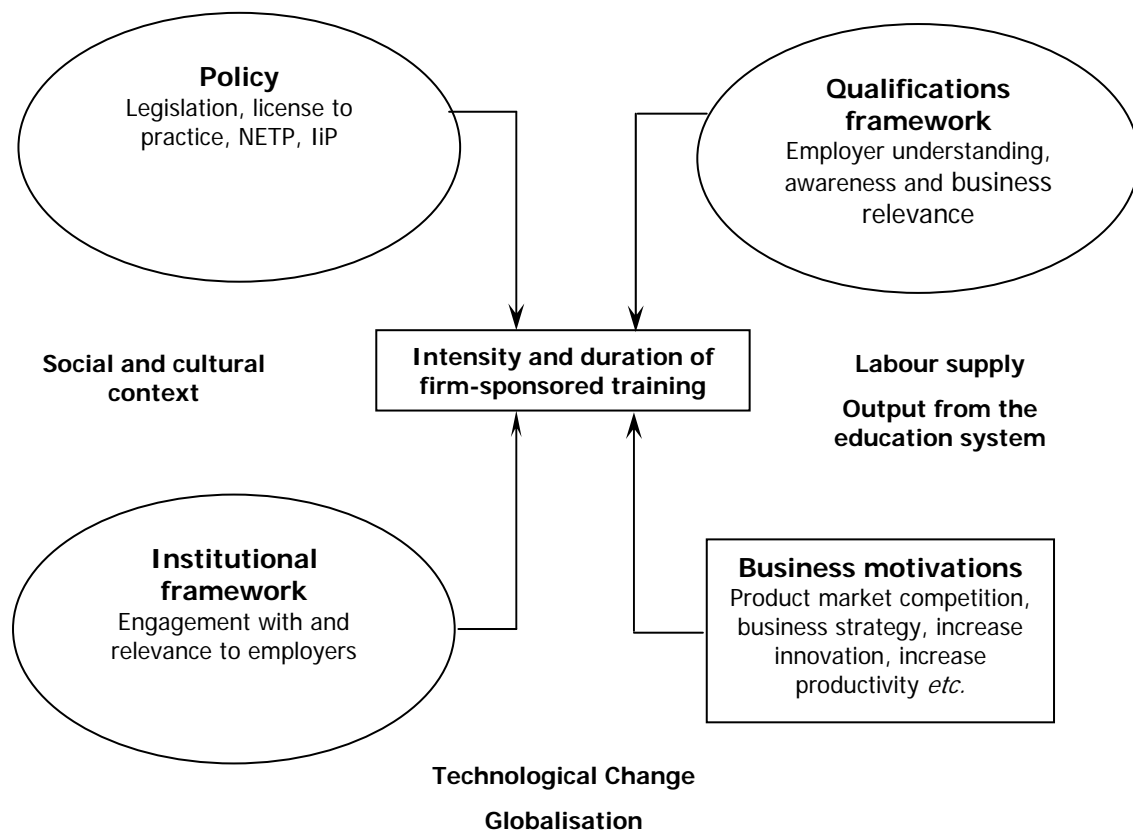 Policy
Legislation, license to
practice, NETP, IiP
Qualifications
framework
Employer understanding,
awareness and business
relevance
Social and cultural
context
Intensity and duration of
firm-sponsored training
Labour supply
Output from the
education system
Institutional
framework
Engagement with and
relevance to employers
Business motivations
Product market competition,
business strategy, increase
innovation, increase
productivity etc.
Technological Change
Globalisation